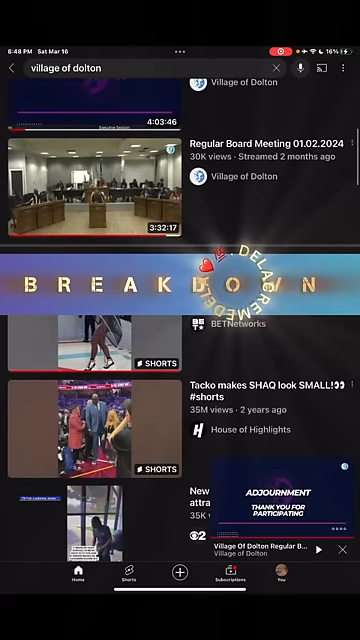 8:48 PM Sat Mar 16
16%
village of dolton
Village of Dolton
4:03:46
Executive Session
Regular Board Meeting 01.02.2024
30K views · Streamed 2 months ago
Village of Dolton
3:32:17
BREAKDOWN
BETNetworks
SHORTS
Tacko makes SHAQ look SMALL!👀
#shorts
35M views · 2 years ago
House of Highlights
SHORTS
New
attra
35K
ADJOURNMENT
THANK YOU FOR
PARTICIPATING
Village Of Dolton Regular B...
Village of Dolton
Home
Shorts
Subscriptions
You